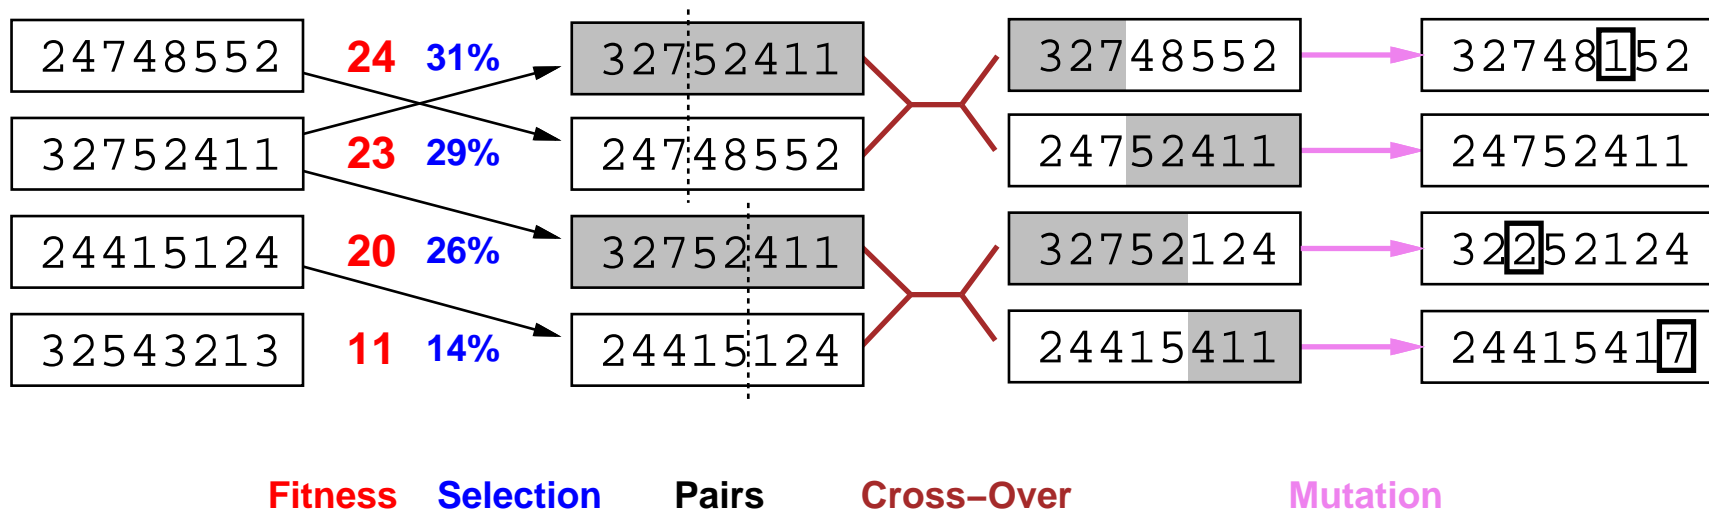 24748552 24 31% 32752411 32748552 32748152
32752411 23 29% 24748552 24752411 24752411
24415124 20 26% 32752411 32752124 32252124
32543213 11 14% 24415124 24415411 24415417
Fitness Selection Pairs Cross–Over Mutation